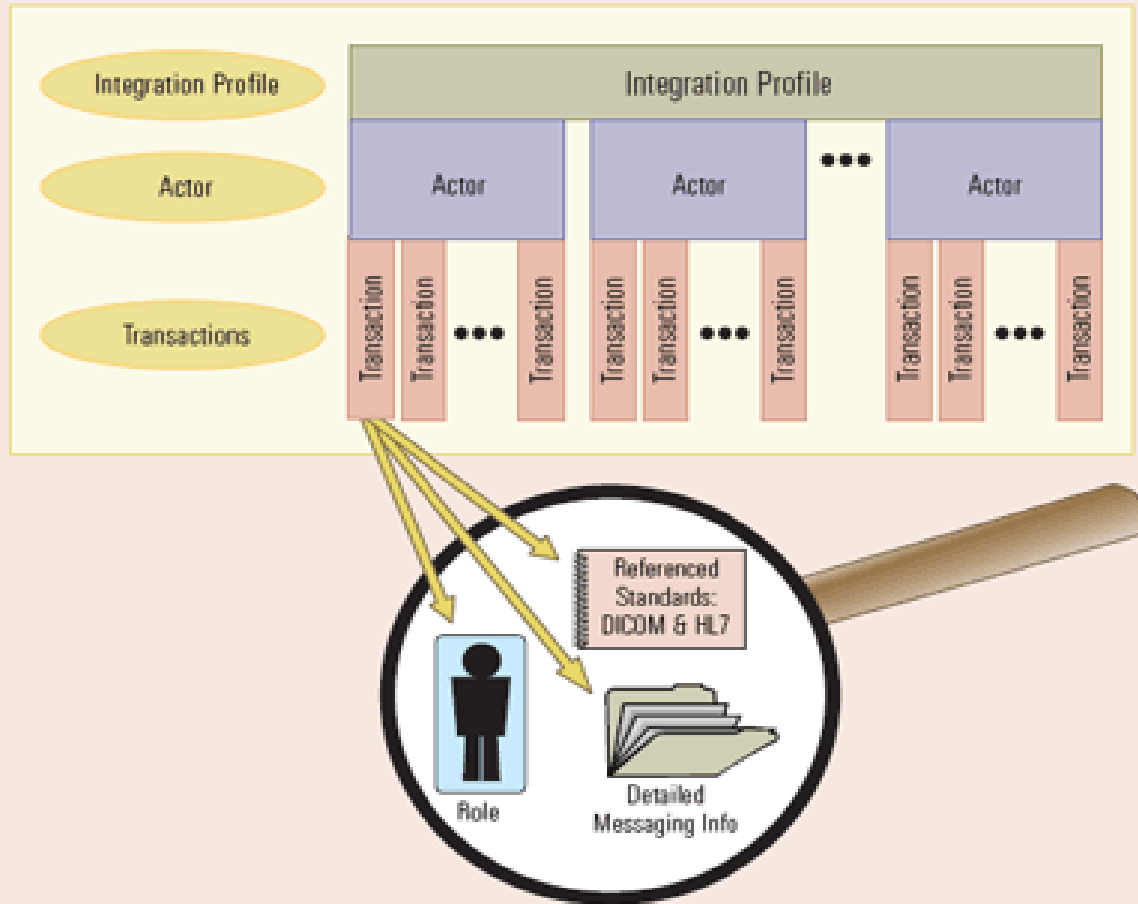 Integration Profile
Integration Profile
Actor
Actor
Actor
Actor
Transactions
Transaction
Transaction
Transaction
Transaction
Transaction
Transaction
Transaction
Transaction
Transaction
Referenced
Standards:
DICOM & HL7
Role
Detailed
Messaging Info